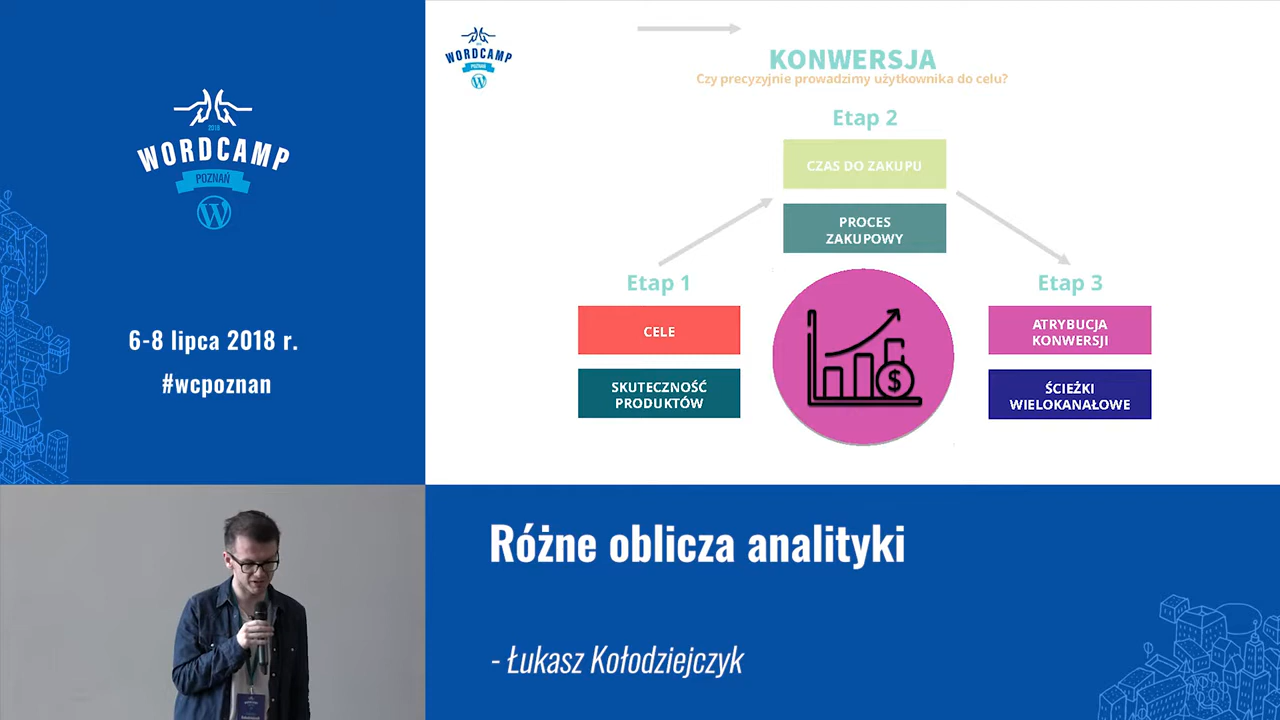 2018
WORDCAMP
POZNAŃ
6-8 lipca 2018 r.
#wcpoznan
WORDCAMP
POZNAŃ
KONWERSJA
Czy precyzyjnie prowadzimy użytkownika do celu?
Etap 2
CZAS DO ZAKUPU
PROCES
ZAKUPOWY
Etap 1
CELE
SKUTECZNOŚĆ
PRODUKTÓW
Etap 3
ATRYBUCJA
KONWERSJI
ŚCIEŻKI
WIELOKANAŁOWE
$
Różne oblicza analityki
- Łukasz Kołodziejczyk